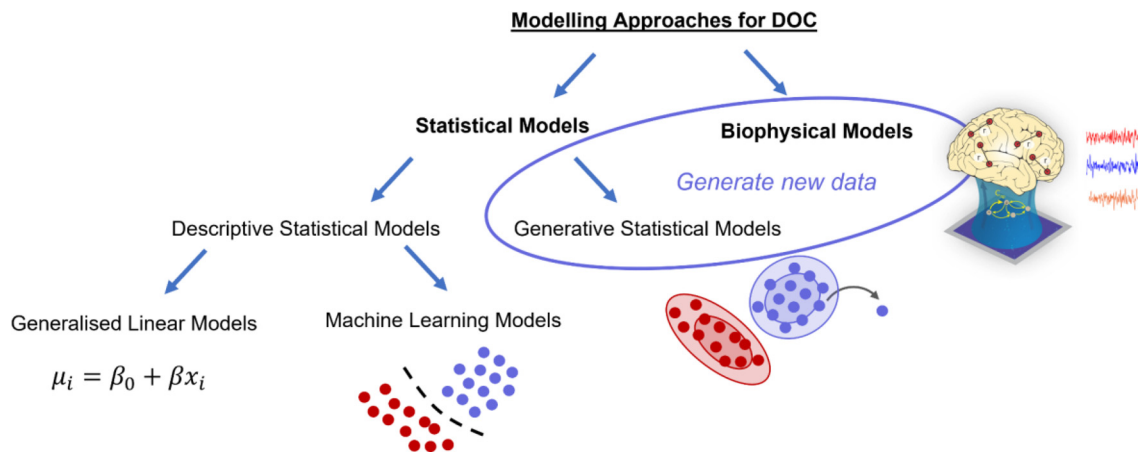 Modelling Approaches for DOC
Statistical Models
Biophysical Models
Generate new data
Descriptive Statistical Models
Generative Statistical Models
Generalised Linear Models
Machine Learning Models
μᵢ = β₀ + βxᵢ